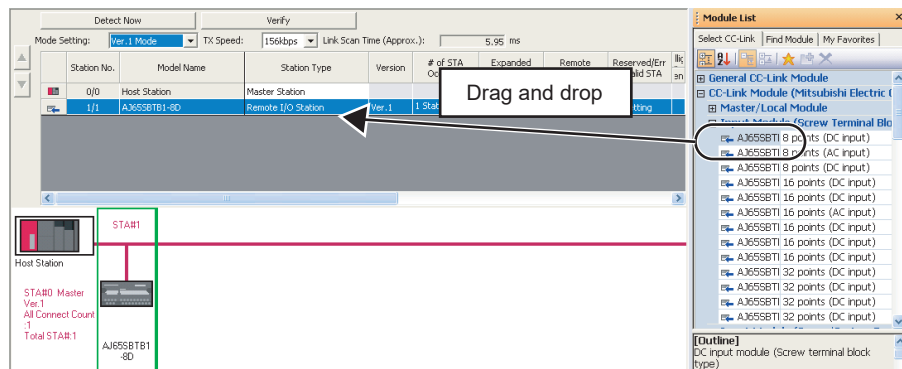 Detect Now Verify
Mode Setting: Ver.1 Mode TX Speed: 156kbps Link Scan Time (Approx.): 5.95 ms
Station No. Model Name Station Type Version # of STA Expanded Remote Reserved/Err
0/0 Host Station Master Station
1/1 AJ65SBTB1-8D Remote I/O Station Ver.1 1 Stat
Drag and drop
STA#1
Host Station
STA#0 Master
Ver.1
All Connect Count
:1
Total STA#:1
AJ65SBTB1
-8D
Module List
Select CC-Link Find Module My Favorites
General CC-Link Module
CC-Link Module (Mitsubishi Electric
Master/Local Module
Input Module (Screw Terminal Blo
AJ65SBTI 8 points (DC input)
AJ65SBTI 8 points (AC input)
AJ65SBTI 8 points (DC input)
AJ65SBTI 16 points (DC input)
AJ65SBTI 16 points (DC input)
AJ65SBTI 16 points (AC input)
AJ65SBTI 16 points (DC input)
AJ65SBTI 16 points (DC input)
AJ65SBTI 16 points (DC input)
AJ65SBTI 32 points (DC input)
AJ65SBTI 32 points (DC input)
AJ65SBTI 32 points (DC input)
AJ65SBTI 32 points (DC input)
[Outline]
DC input module (Screw terminal block
type)